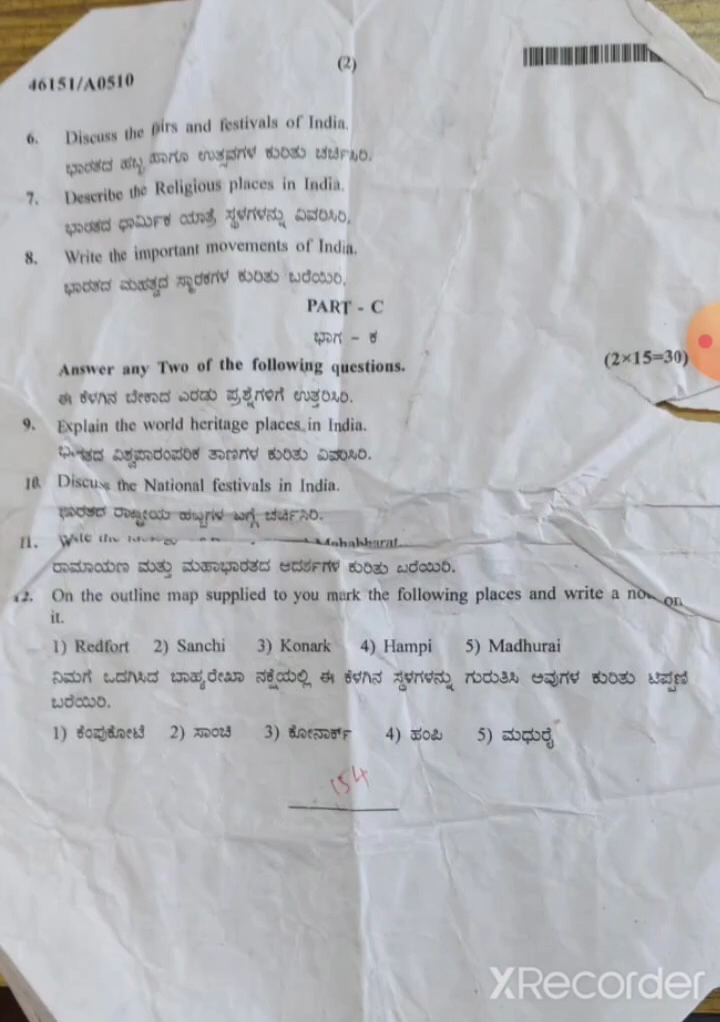 (2)
46151/A0510
6. Discuss the firs and festivals of India.
ಭಾರತದ ಹಬ್ಬ ಹಾಗೂ ಉತ್ಸವಗಳ ಕುರಿತು ಚರ್ಚಿಸಿರಿ.
7. Describe the Religious places in India.
ಭಾರತದ ಧಾರ್ಮಿಕ ಯಾತ್ರೆ ಸ್ಥಳಗಳನ್ನು ವಿವರಿಸಿರಿ.
8. Write the important movements of India.
ಭಾರತದ ಮಹತ್ವದ ಸ್ಮಾರಕಗಳ ಕುರಿತು ಬರೆಯಿರಿ.
PART - C
ಭಾಗ - ಕ
Answer any Two of the following questions. (2×15=30)
ಈ ಕೆಳಗಿನ ಬೇಕಾದ ಎರಡು ಪ್ರಶ್ನೆಗಳಿಗೆ ಉತ್ತರಿಸಿರಿ.
9. Explain the world heritage places in India.
ವಿಶ್ವಪಾರಂಪರಿಕ ತಾಣಗಳ ಕುರಿತು ವಿವರಿಸಿರಿ.
10. Discuss the National festivals in India.
ಭಾರತದ ರಾಷ್ಟ್ರೀಯ ಹಬ್ಬಗಳ ಬಗ್ಗೆ ಚರ್ಚಿಸಿರಿ.
11. Mahabharat.
ರಾಮಾಯಣ ಮತ್ತು ಮಹಾಭಾರತದ ಆದರ್ಶಗಳ ಕುರಿತು ಬರೆಯಿರಿ.
12. On the outline map supplied to you mark the following places and write a on
it.
1) Redfort 2) Sanchi 3) Konark 4) Hampi 5) Madhurai
ನಿಮಗೆ ಒದಗಿಸಿದ ಬಾಹ್ಯರೇಖಾ ನಕ್ಷೆಯಲ್ಲಿ ಈ ಕೆಳಗಿನ ಸ್ಥಳಗಳನ್ನು ಗುರುತಿಸಿ ಅವುಗಳ ಕುರಿತು ಟಿಪ್ಪಣಿ
ಬರೆಯಿರಿ.
1) ಕೆಂಪುಕೋಟೆ 2) ಸಾಂಚಿ 3) ಕೋನಾರ್ಕ್ 4) ಹಂಪಿ 5) ಮಧುರೈ
154
XRecorder